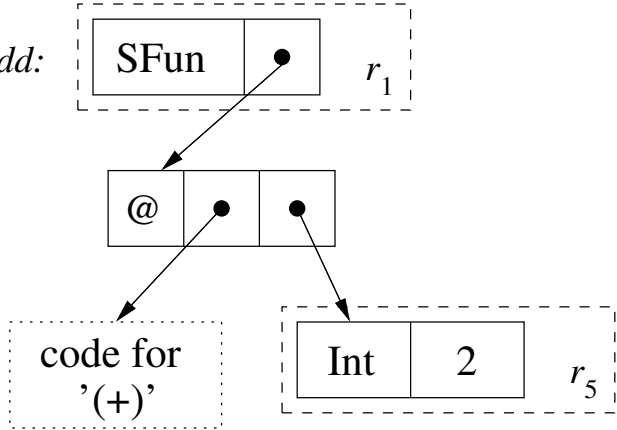 dd: SFun r1
@
code for
’(+)’
Int 2 r5